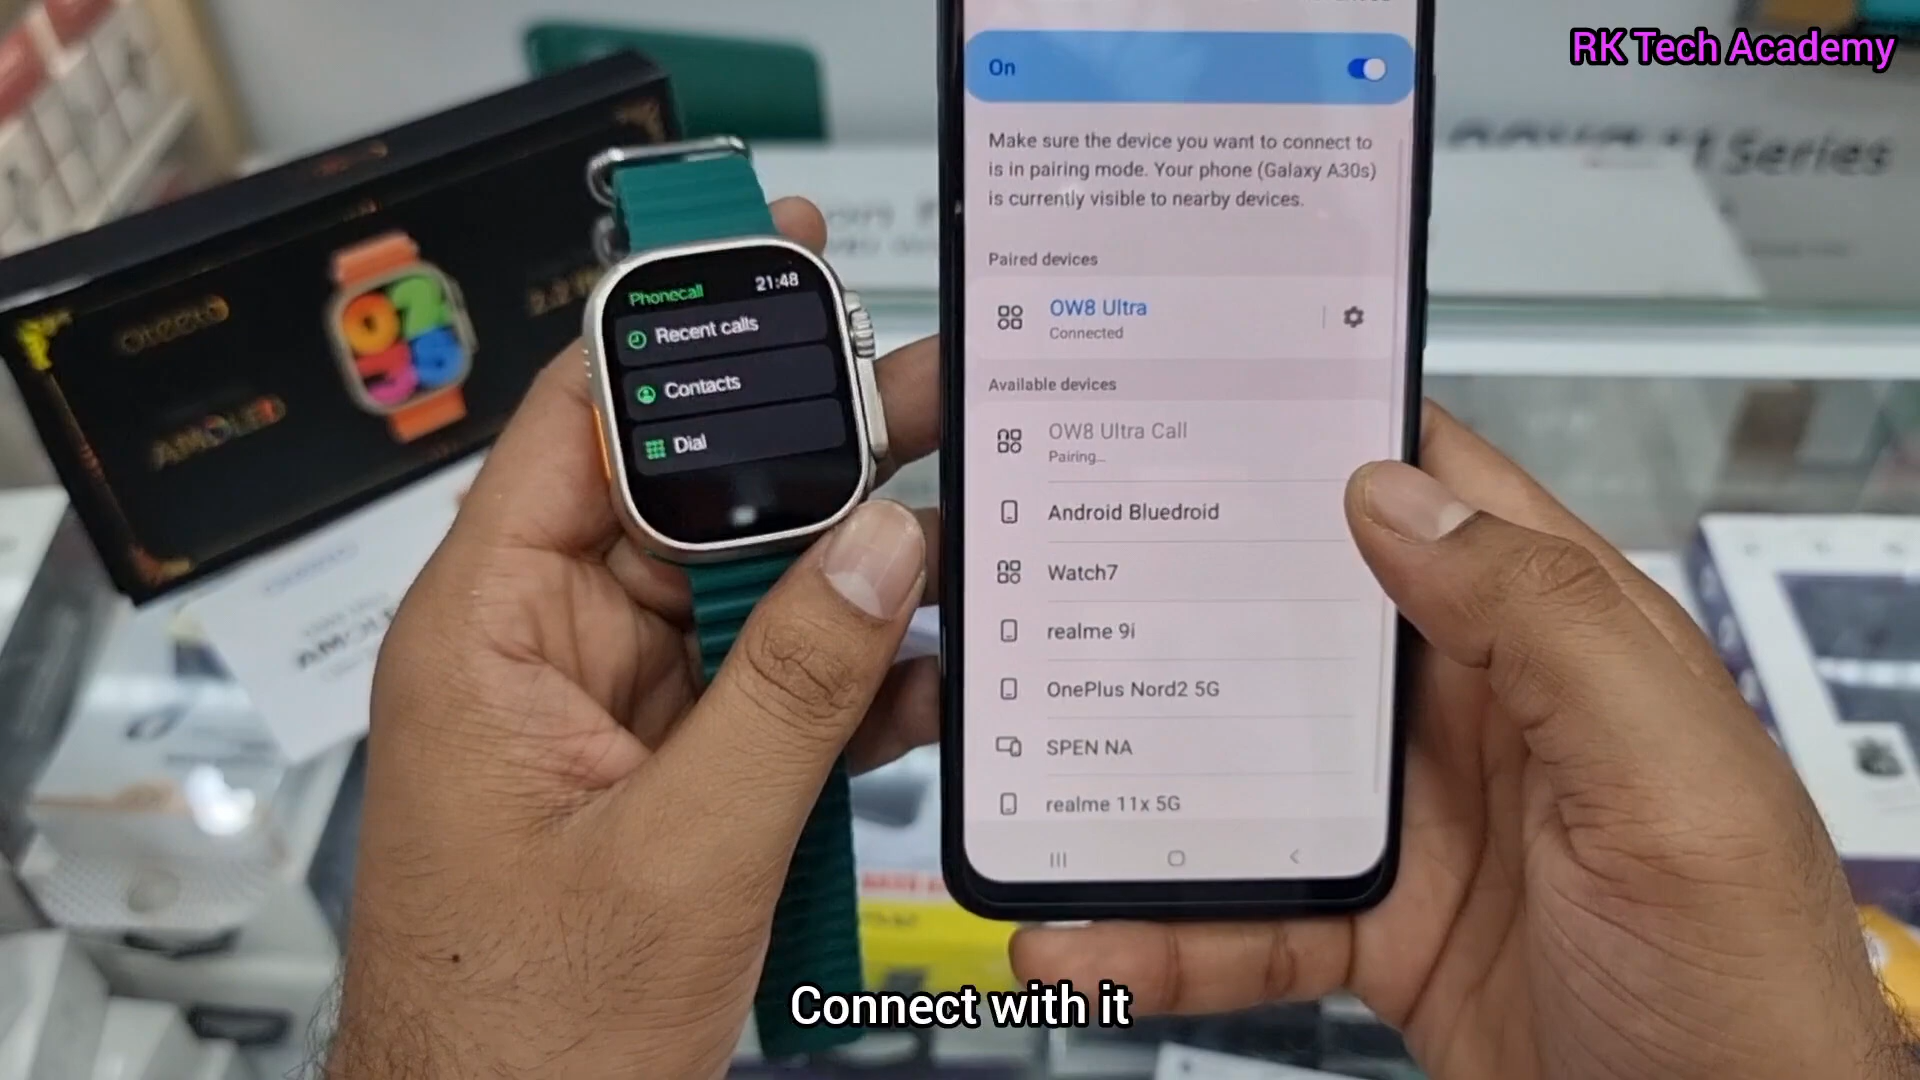 RK Tech Academy
Series
oteeto
AMOLED
Phonecall
21:48
Recent calls
Contacts
Dial
On
Make sure the device you want to connect to
is in pairing mode. Your phone (Galaxy A30s)
is currently visible to nearby devices.
Paired devices
OW8 Ultra
Connected
Available devices
OW8 Ultra Call
Pairing...
Android Bluedroid
Watch7
realme 9i
OnePlus Nord2 5G
SPEN NA
realme 11x 5G
Connect with it